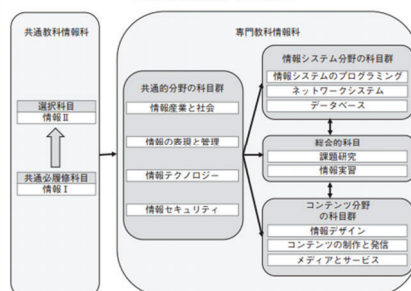 共通教科情報科
選択科目
情報Ⅱ
共通必履修科目
情報Ⅰ
専門教科情報科
共通的分野の科目群
情報産業と社会
情報の表現と管理
情報テクノロジー
情報セキュリティ
情報システム分野の科目群
情報システムのプログラミング
ネットワークシステム
データベース
総合的科目
課題研究
情報実習
コンテンツ分野
の科目群
情報デザイン
コンテンツの制作と発信
メディアとサービス